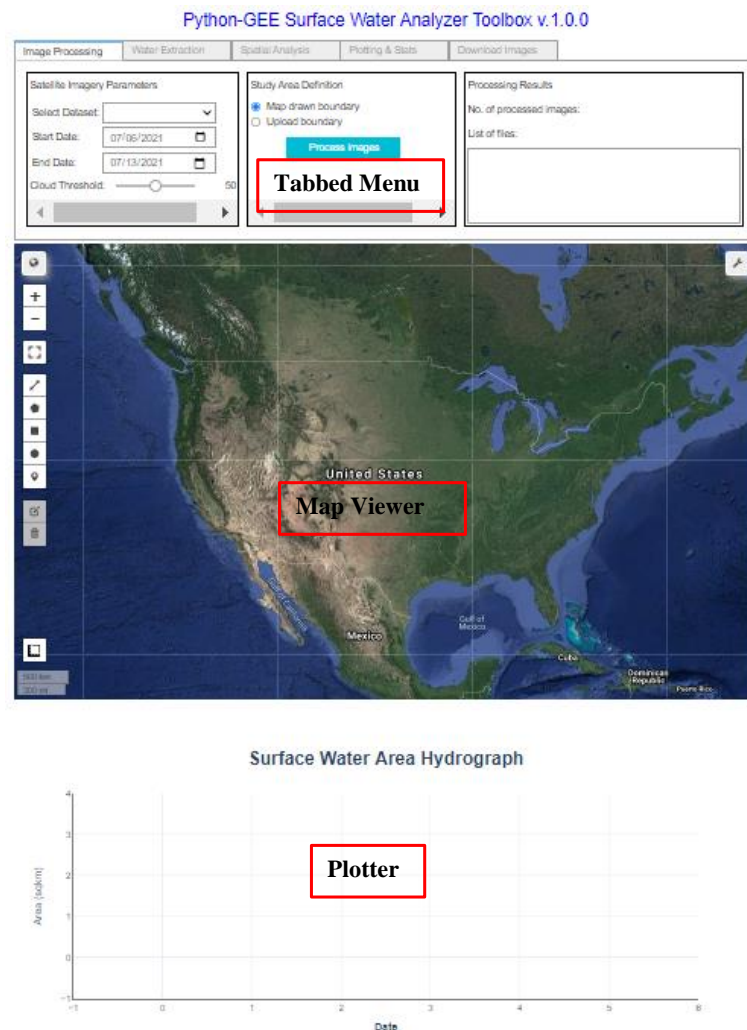 Python-GEE Surface Water Analyzer Toolbox v.1.0.0
Image Processing Water Extraction Spatial Analysis Plotting & Stats Download Images
Satellite Imagery Parameters
Select Dataset:
Start Date: 07/06/2021
End Date: 07/13/2021
Cloud Threshold: 50
Study Area Definition
Map drawn boundary
Upload boundary
Process Images
Tabbed Menu
Processing Results
No. of processed images:
List of files:
United States
Map Viewer
Gulf of California
Mexico
Gulf of
Mexico
Cuba
Dominican
Republic
Puerto Rico
500 km
300 mi
Surface Water Area Hydrograph
4
3
2
1
0
−1
Area (sqkm)
Plotter
−1 0 1 2 3 4 5 6
Date